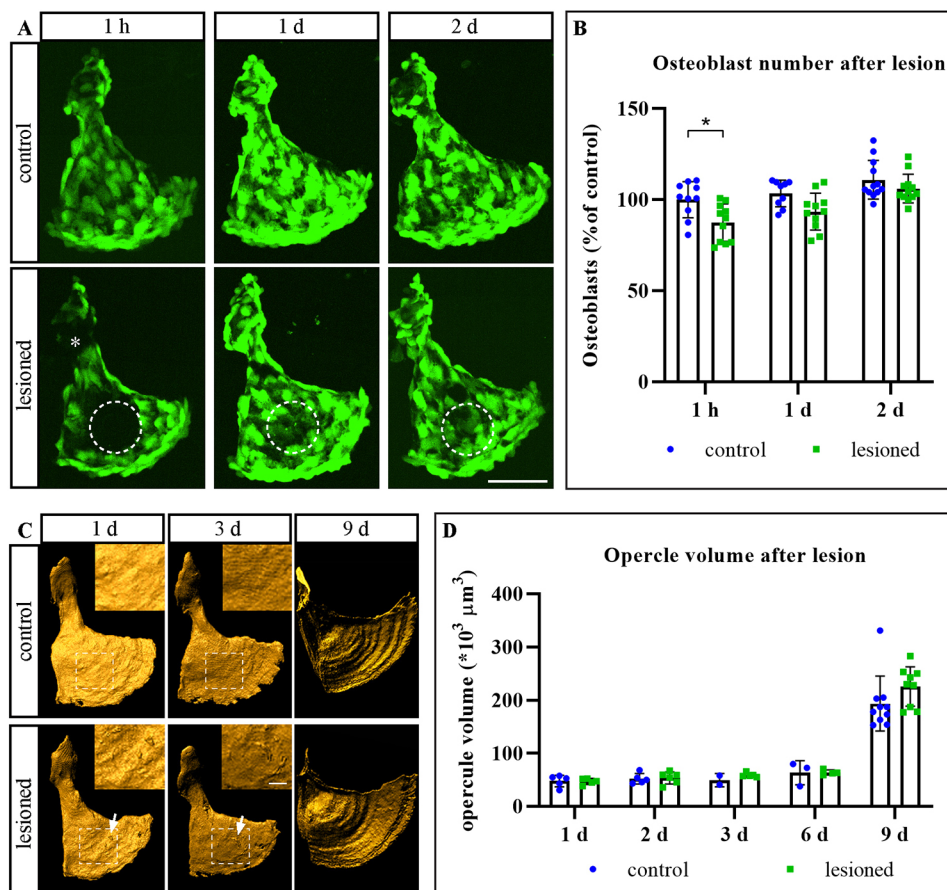 A
1 h
1 d
2 d
control
lesioned
*
B
Osteoblast number after lesion
Osteoblasts (%of control)
150
100
50
0
*
1 h
1 d
2 d
control
lesioned
C
1 d
3 d
9 d
control
lesioned
D
Opercle volume after lesion
opercule volume (*10³ μm³)
400
300
200
100
0
1 d
2 d
3 d
6 d
9 d
control
lesioned